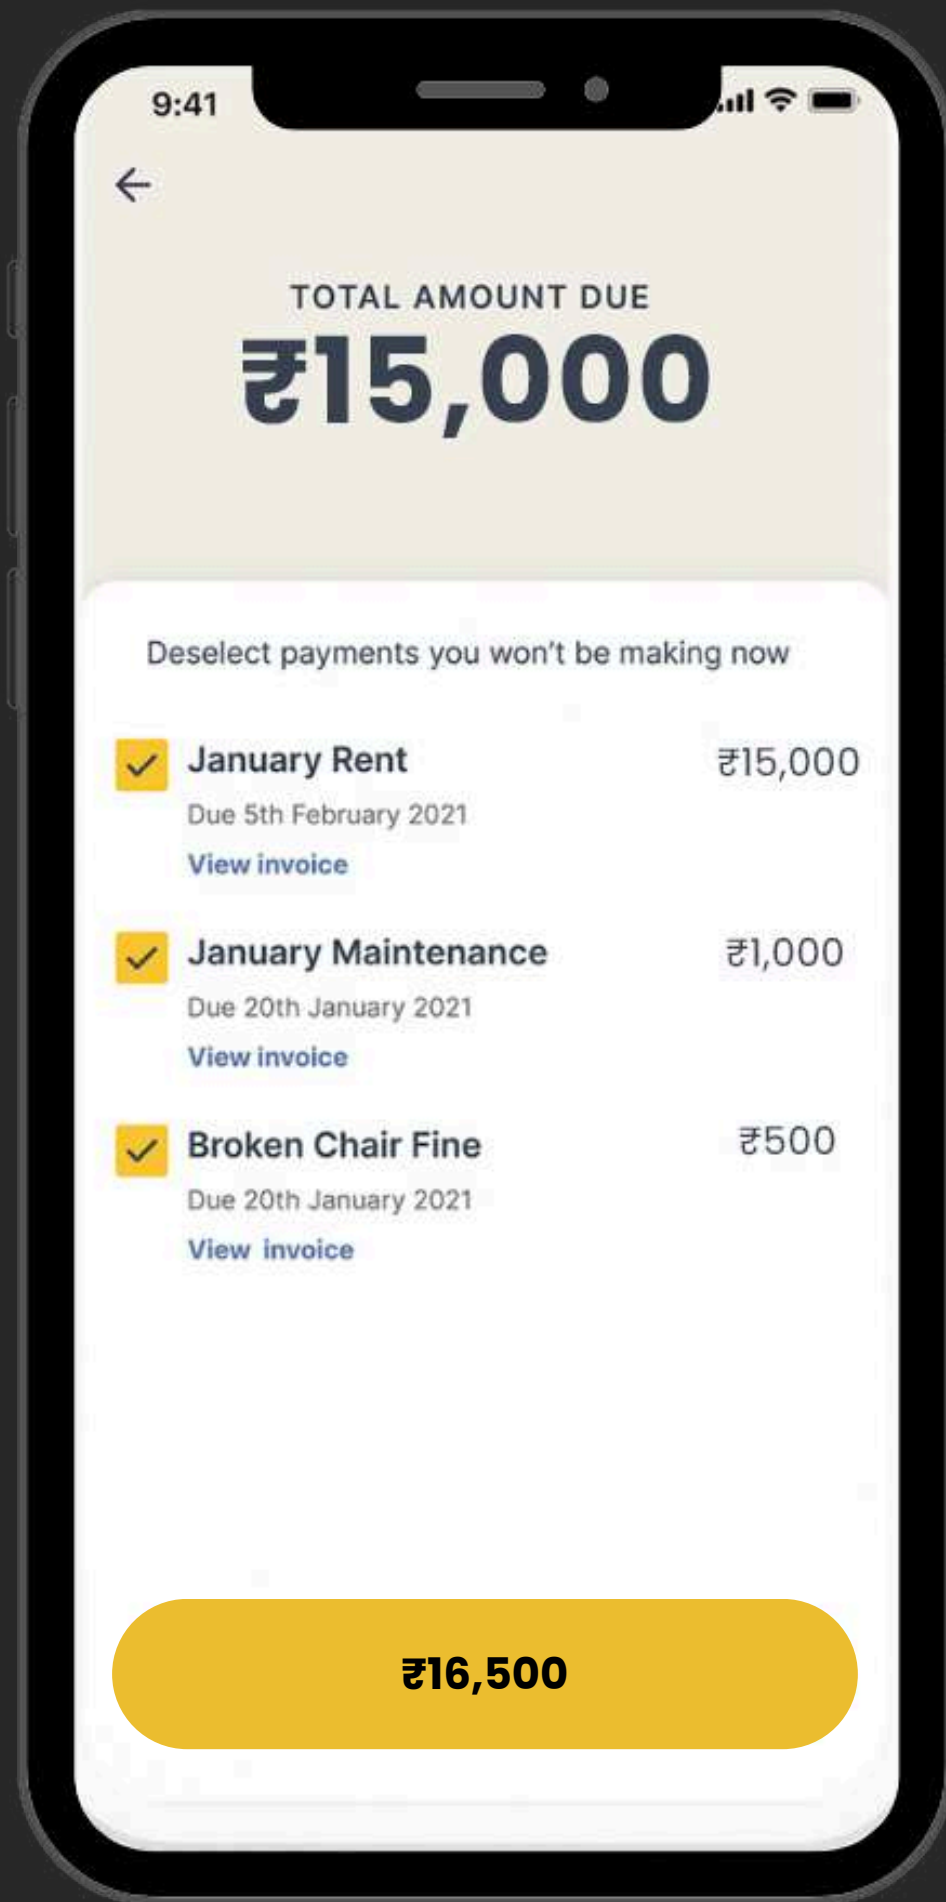 9:41
TOTAL AMOUNT DUE
₹15,000
Deselect payments you won't be making now
January Rent ₹15,000
Due 5th February 2021
View invoice
January Maintenance ₹1,000
Due 20th January 2021
View invoice
Broken Chair Fine ₹500
Due 20th January 2021
View invoice
₹16,500